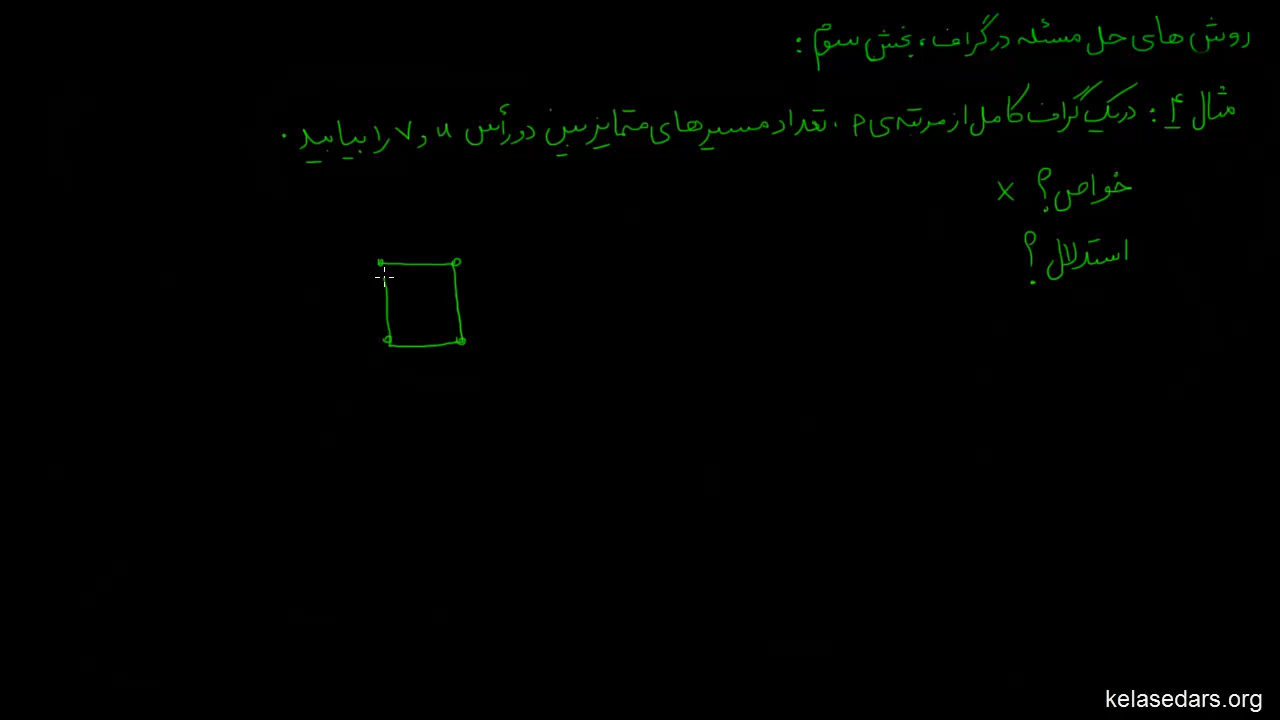 روش های حل مسئله در گراف ، بخش سوم :
مثال ۴ : در یک گراف کامل از مرتبه ی p ، تعداد مسیرهای متمایز بین دو رأس u و v را بیابید .
خواص ؟ ×
استدلال ؟
kelasedars.org